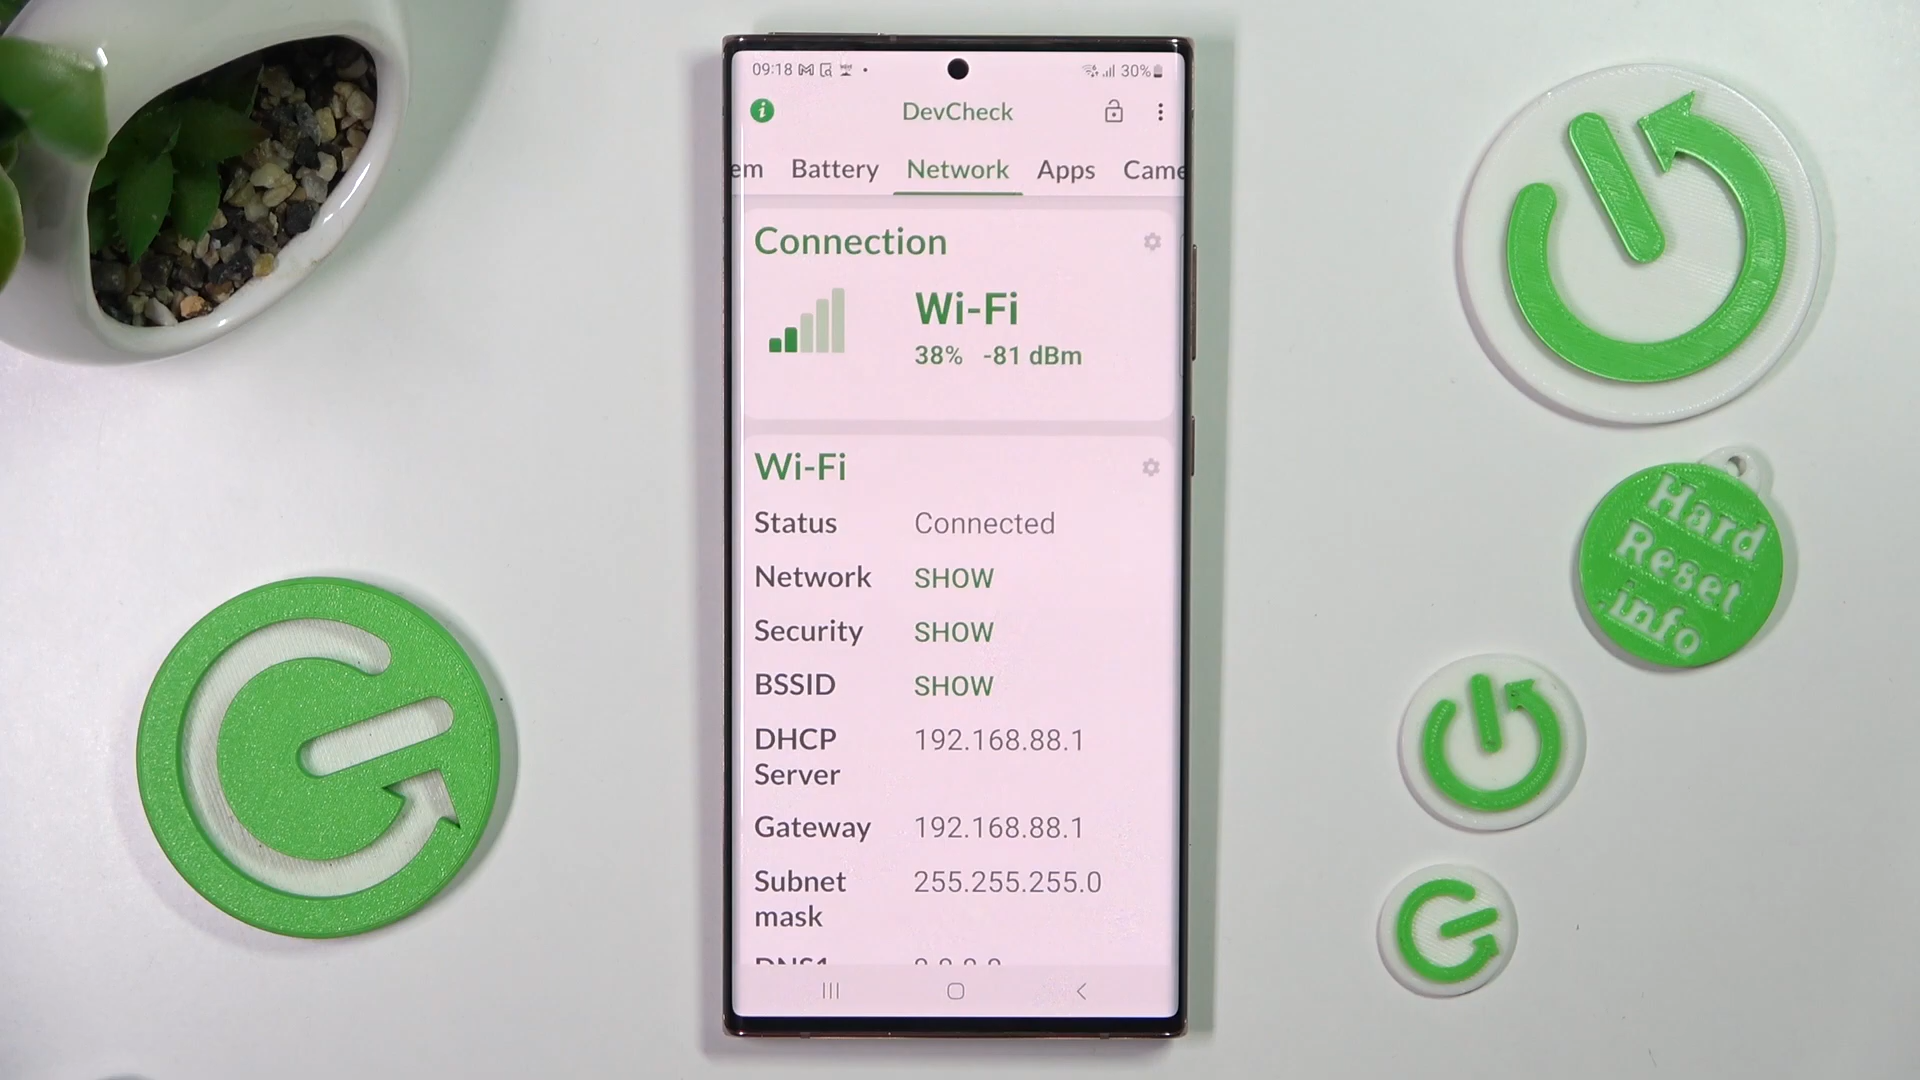 09:18
30%
DevCheck
em Battery Network Apps Came
Connection
Wi-Fi
38% -81 dBm
Wi-Fi
Status Connected
Network SHOW
Security SHOW
BSSID SHOW
DHCP Server 192.168.88.1
Gateway 192.168.88.1
Subnet mask 255.255.255.0
Hard
Reset
.info